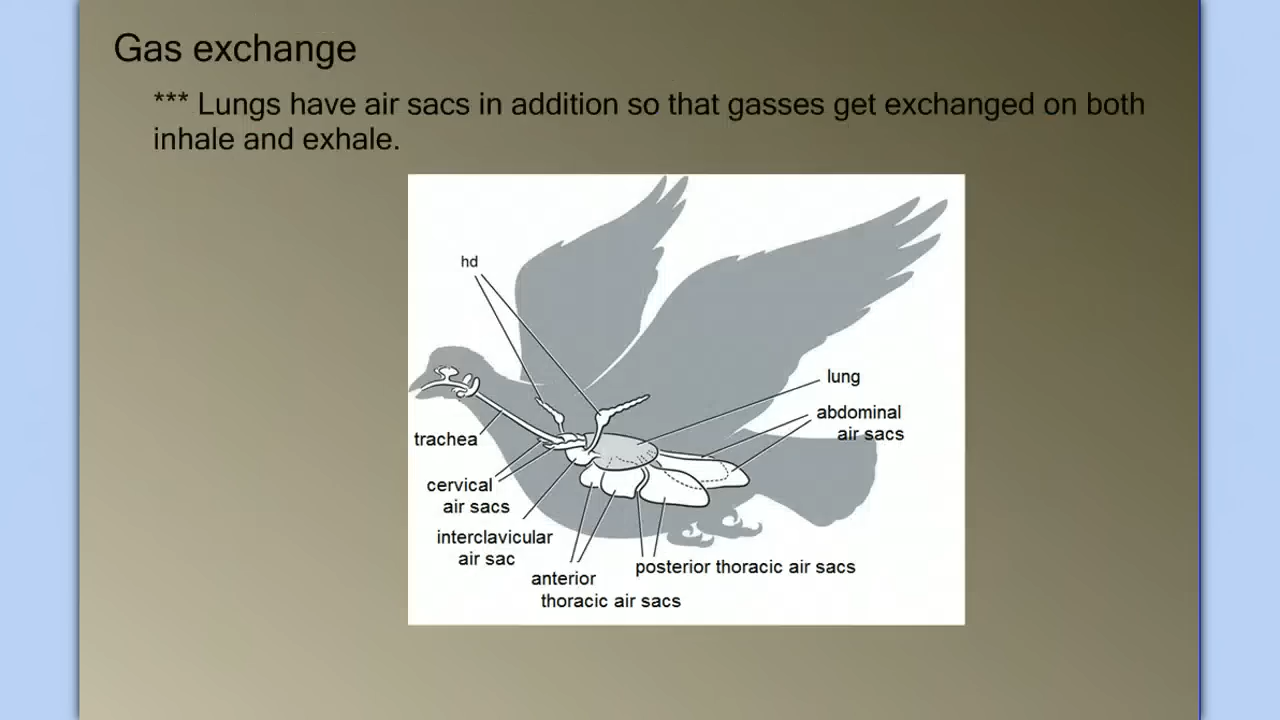 Gas exchange
*** Lungs have air sacs in addition so that gasses get exchanged on both
inhale and exhale.
hd
lung
abdominal
air sacs
trachea
cervical
air sacs
interclavicular
air sac
anterior
thoracic air sacs
posterior thoracic air sacs